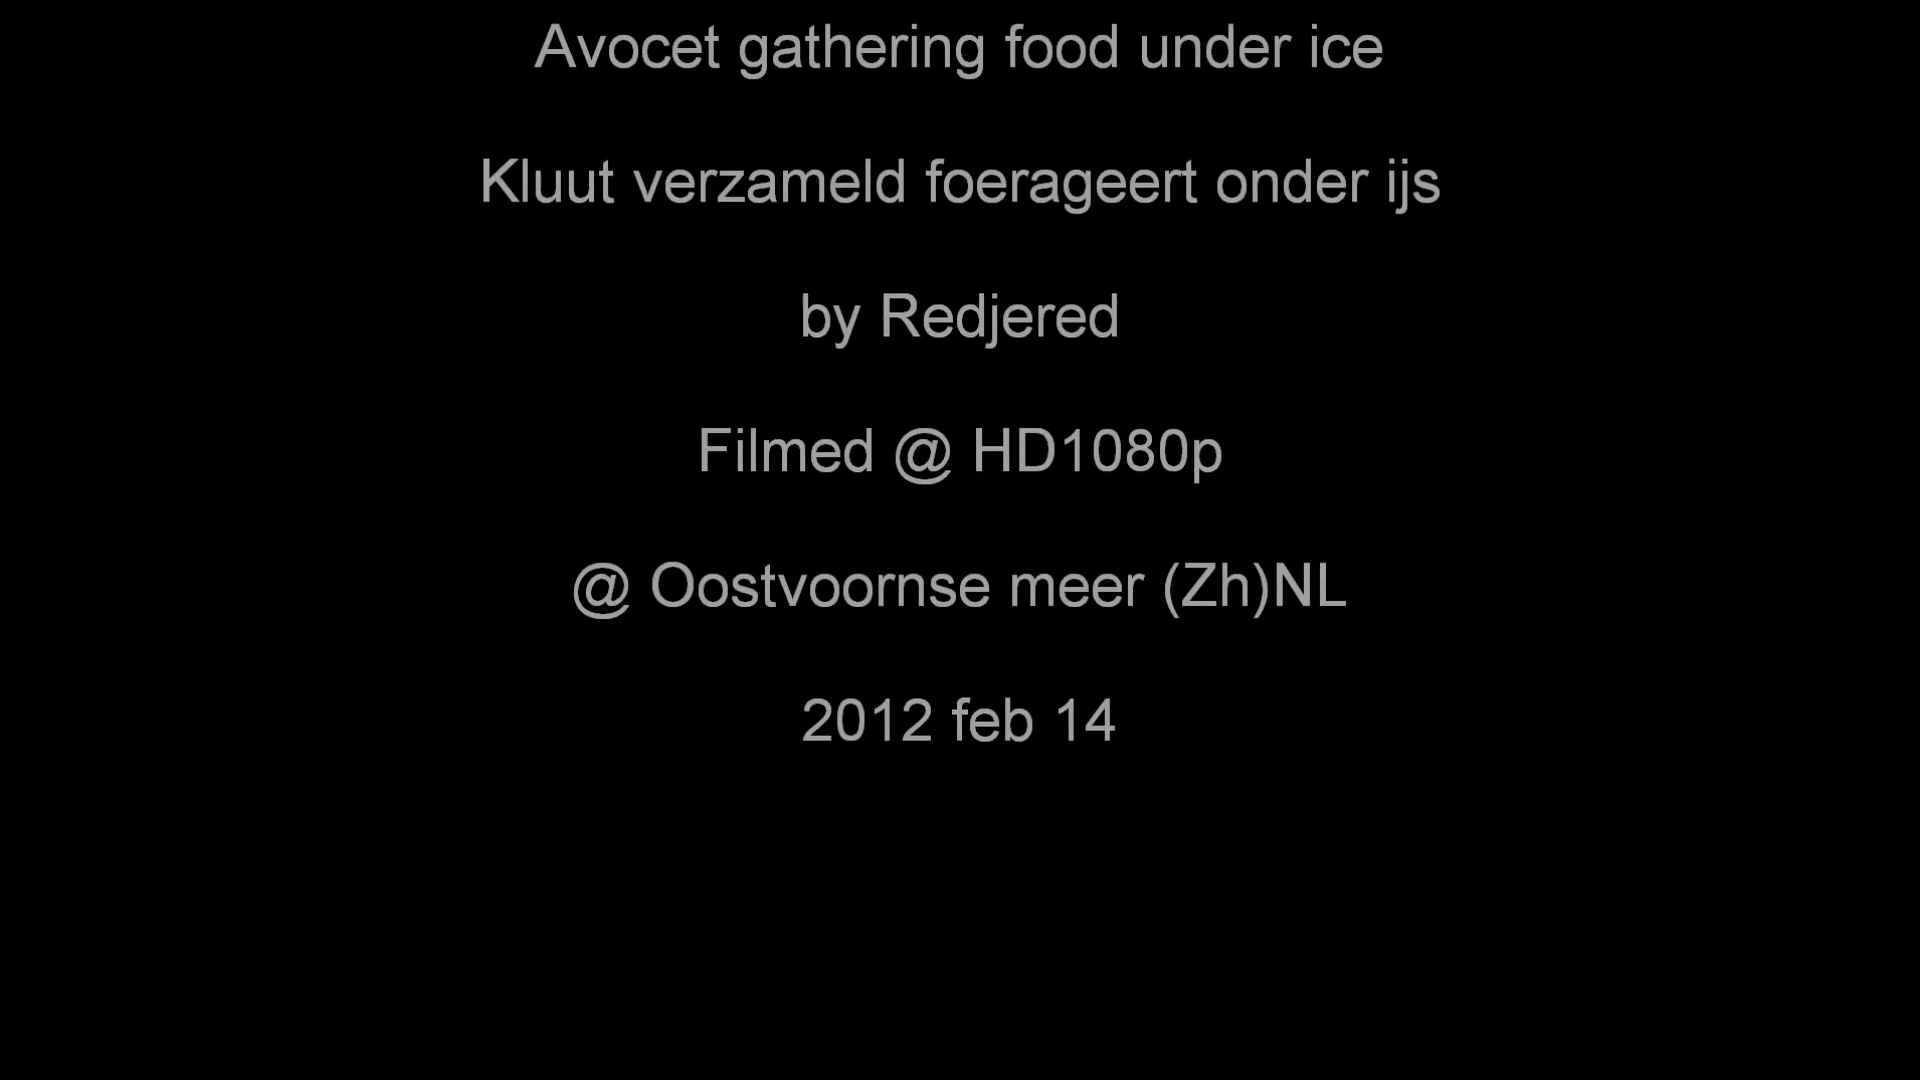 Avocet gathering food under ice
Kluut verzameld foerageert onder ijs
by Redjered
Filmed @ HD1080p
@ Oostvoornse meer (Zh)NL
2012 feb 14